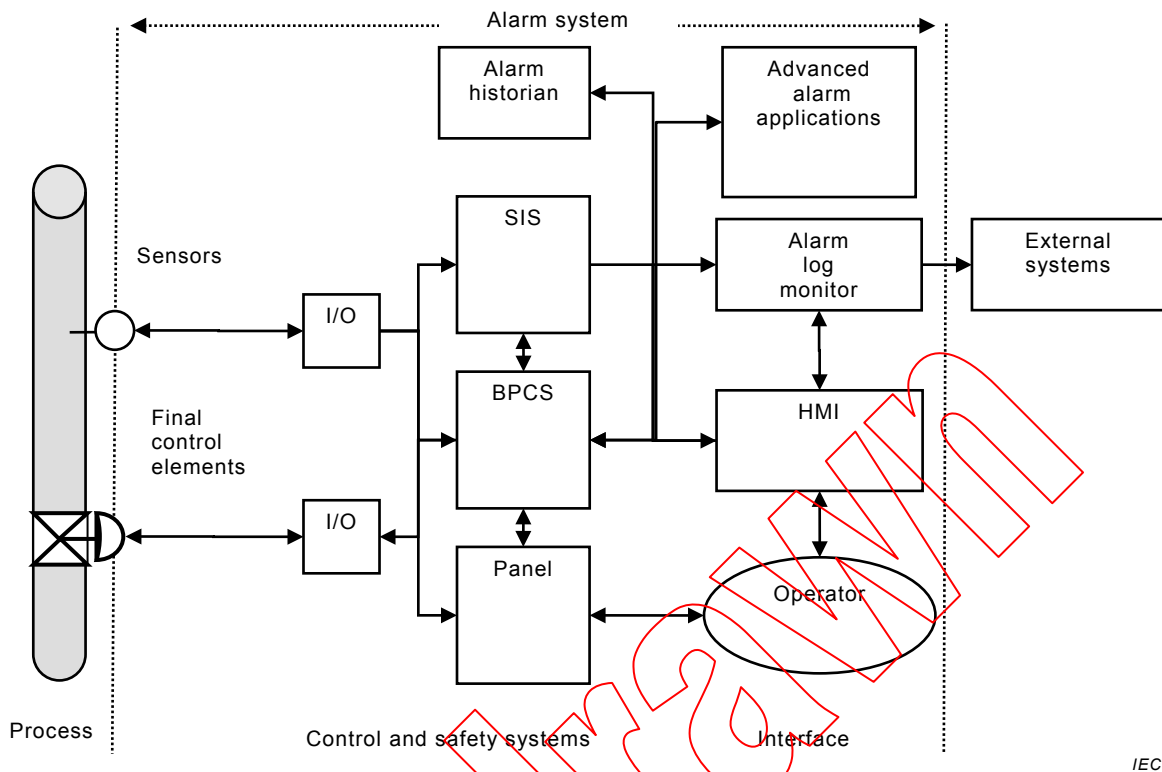 Alarm system
Alarm
historian
Advanced
alarm
applications
SIS
Alarm
log
monitor
External
systems
Sensors
I/O
BPCS
HMI
Final
control
elements
I/O
Panel
Operator
Process
Control and safety systems
Interface
IEC